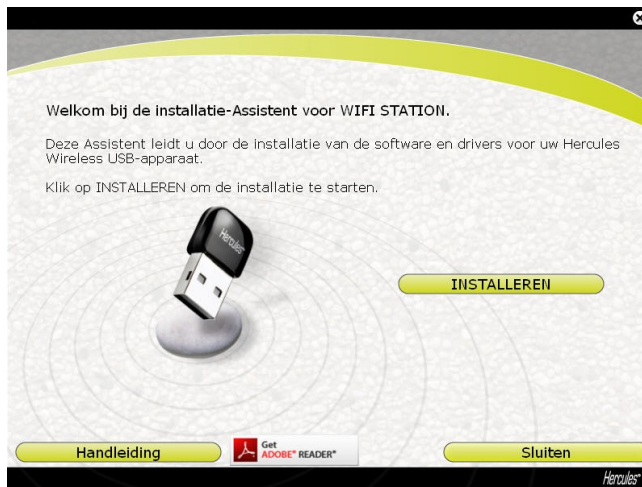 Welkom bij de installatie-Assistent voor WIFI STATION.
Deze Assistent leidt u door de installatie van de software en drivers voor uw Hercules
Wireless USB-apparaat.
Klik op INSTALLEREN om de installatie te starten.
Hercules
INSTALLEREN
Handleiding
Get
ADOBE® READER®
Sluiten
Hercules